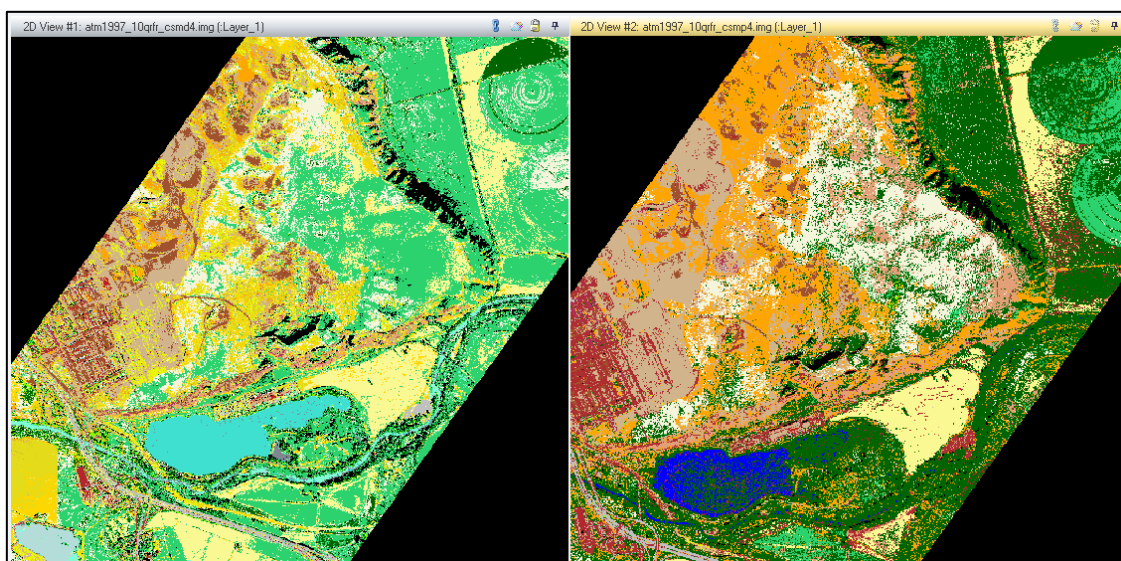 2D View #1: atm1997_10qrfr_csmd4.img (:Layer_1)
2D View #2: atm1997_10qrfr_csmp4.img (:Layer_1)